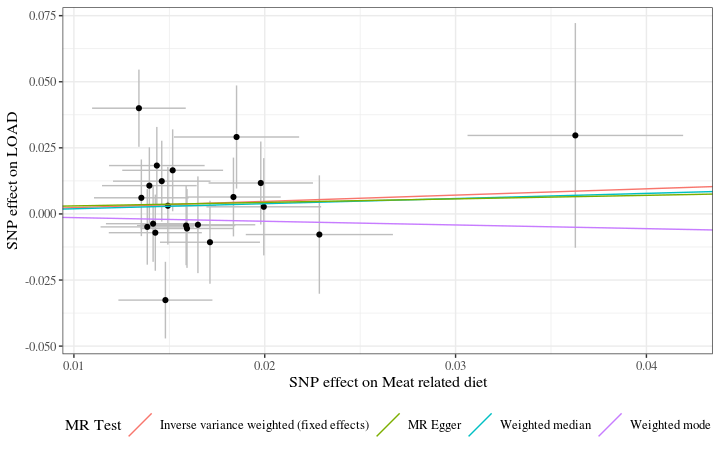 0.075
0.050
0.025
0.000
-0.025
-0.050
SNP effect on LOAD
0.01 0.02 0.03 0.04
SNP effect on Meat related diet
MR Test Inverse variance weighted (fixed effects) MR Egger Weighted median Weighted mode